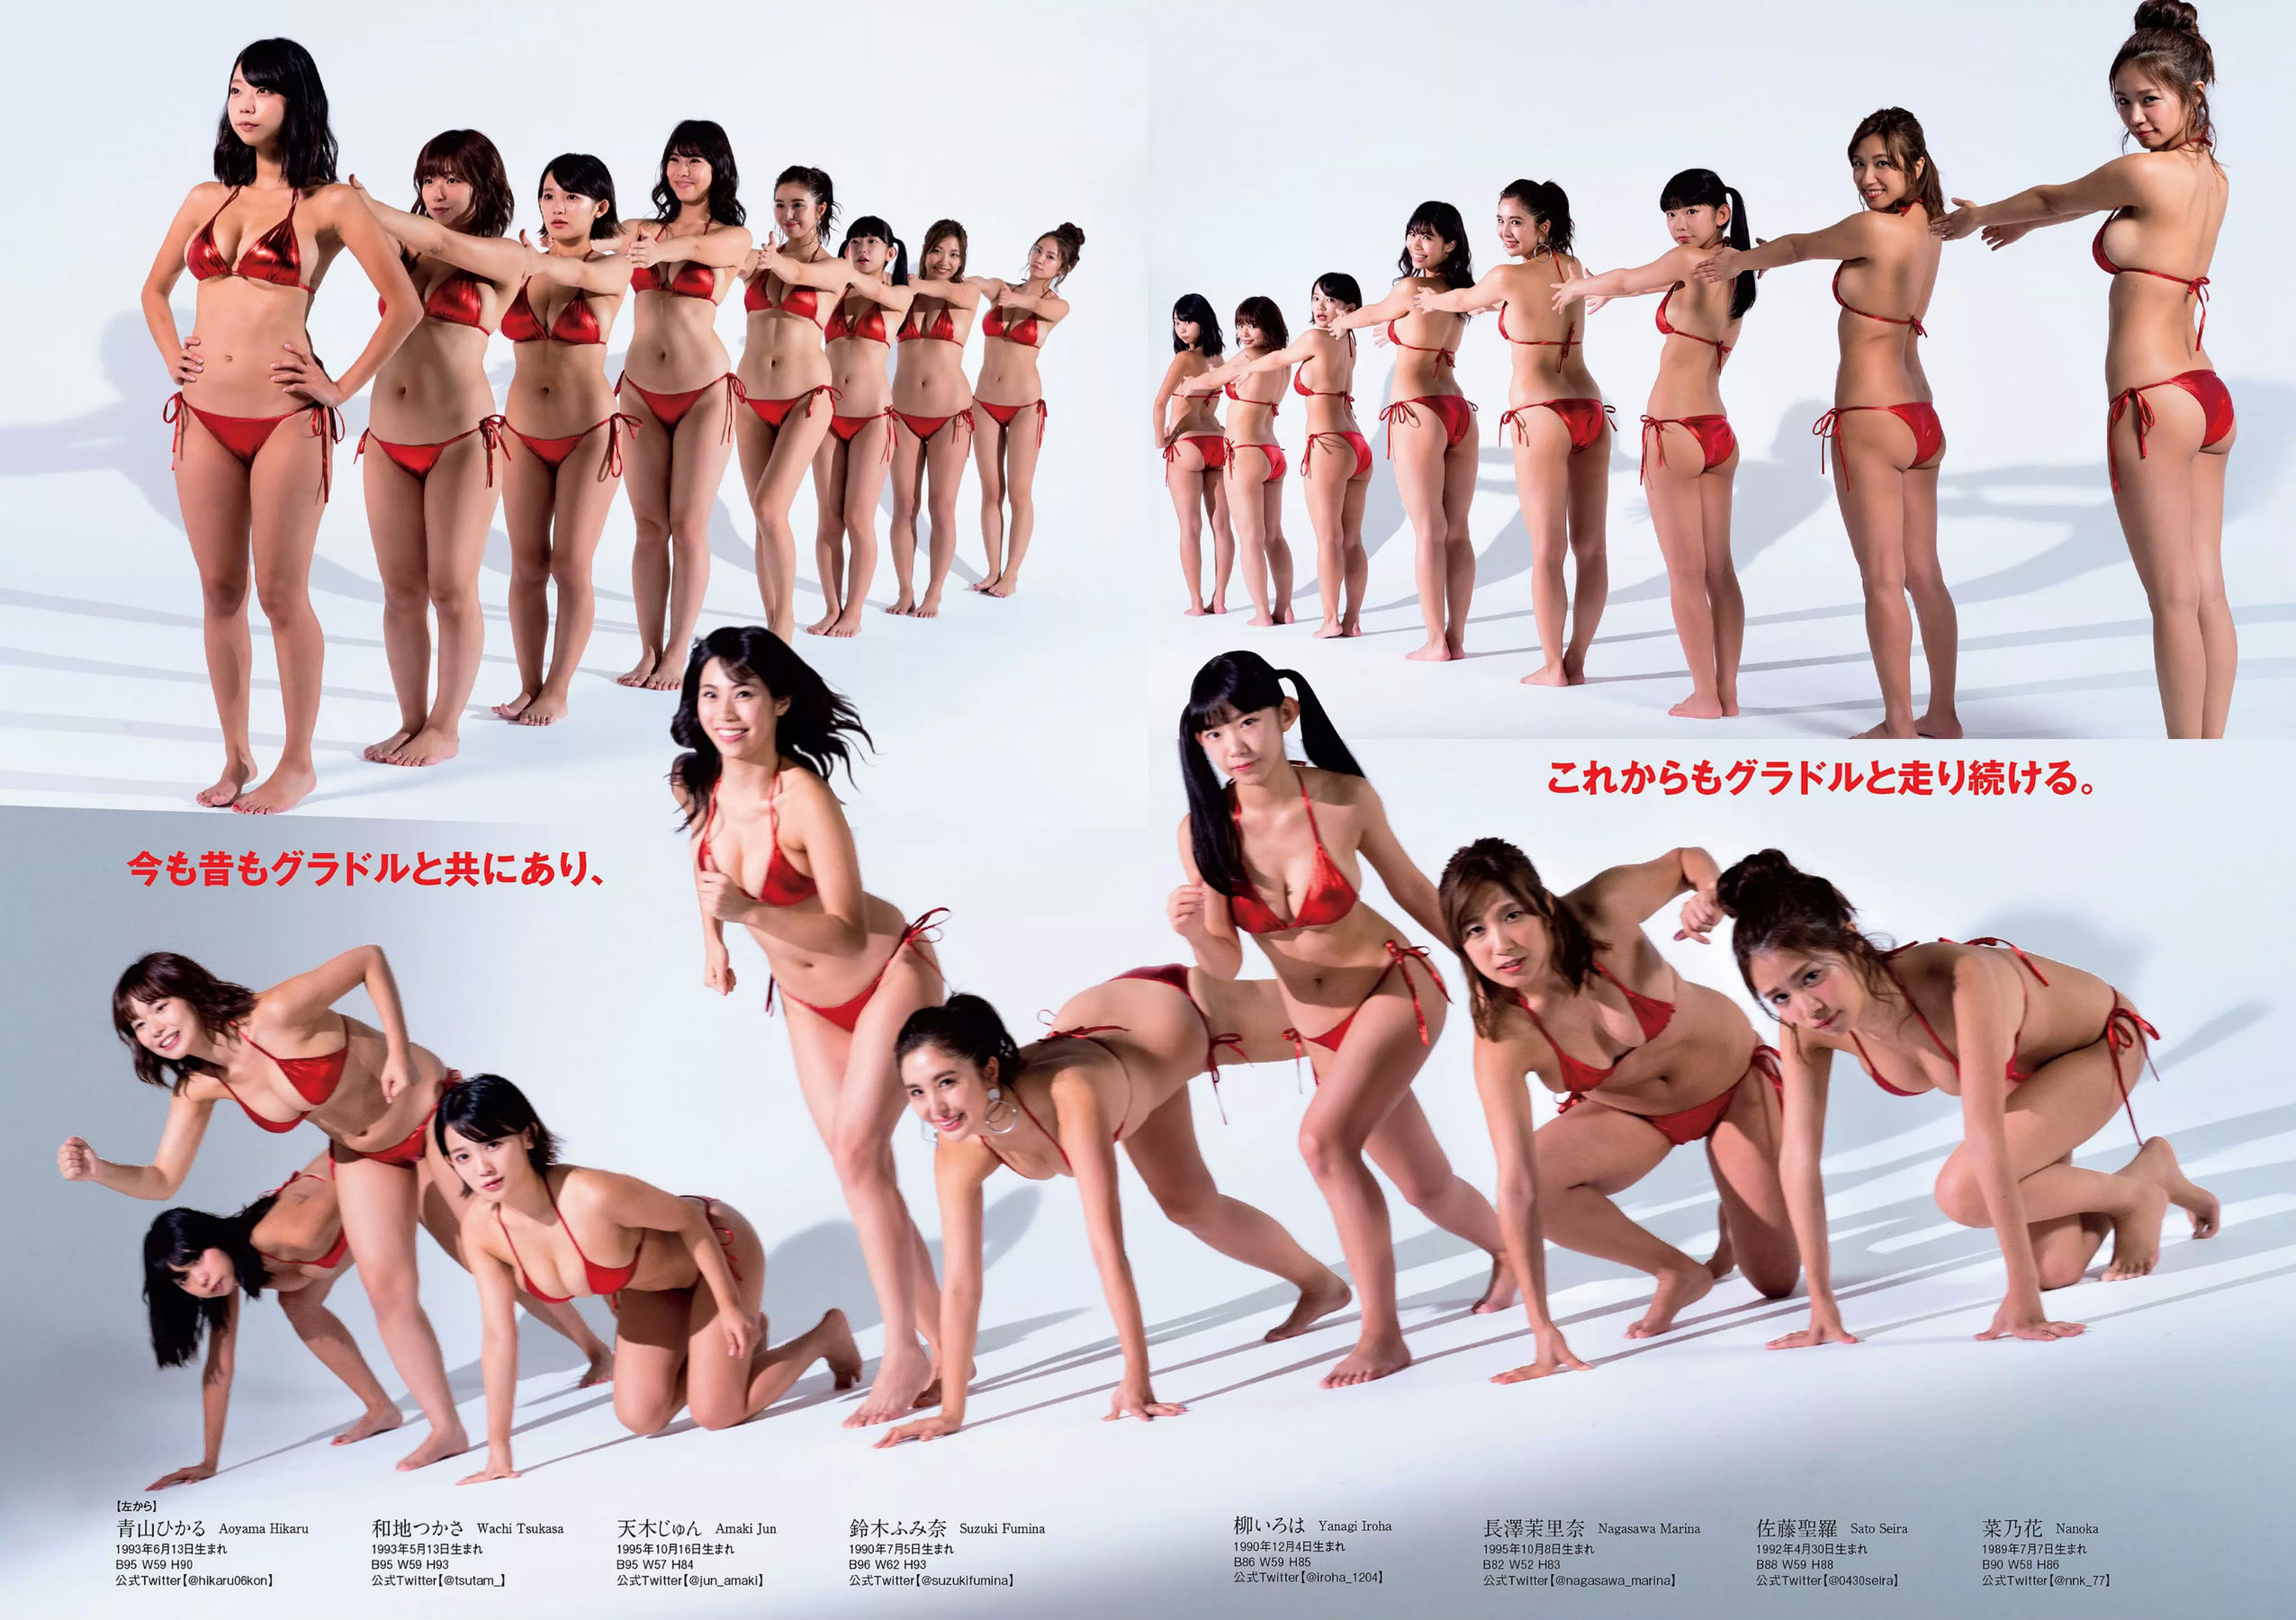 これからもグラドルと走り続ける。
今も昔もグラドルと共にあり、
【左から】
青山ひかる Aoyama Hikaru
1993年6月13日生まれ
B95 W59 H90
公式Twitter【@hikaru06kon】
和地つかさ Wachi Tsukasa
1993年5月13日生まれ
B95 W59 H93
公式Twitter【@tsutam_】
天木じゅん Amaki Jun
1995年10月16日生まれ
B95 W57 H84
公式Twitter【@jun_amaki】
鈴木ふみ奈 Suzuki Fumina
1990年7月5日生まれ
B96 W62 H93
公式Twitter【@suzukifumina】
柳いろは Yanagi Iroha
1990年12月4日生まれ
B86 W59 H85
公式Twitter【@iroha_1204】
長澤茉里奈 Nagasawa Marina
1995年10月8日生まれ
B82 W52 H83
公式Twitter【@nagasawa_marina】
佐藤聖羅 Sato Seira
1992年4月30日生まれ
B88 W59 H88
公式Twitter【@0430seira】
菜乃花 Nanoka
1989年7月7日生まれ
B90 W58 H86
公式Twitter【@nnk_77】